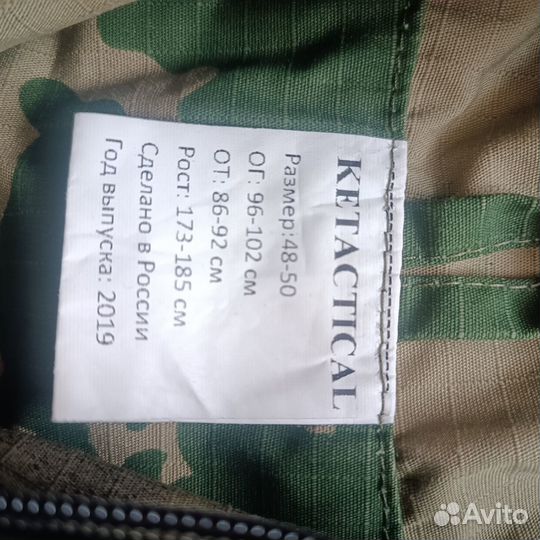 KETACTICAL
Размер:48-50
ОГ: 96-102 см
ОТ: 86-92 см
Рост: 173-185 см
Сделано в России
Год выпуска: 2019
Avito